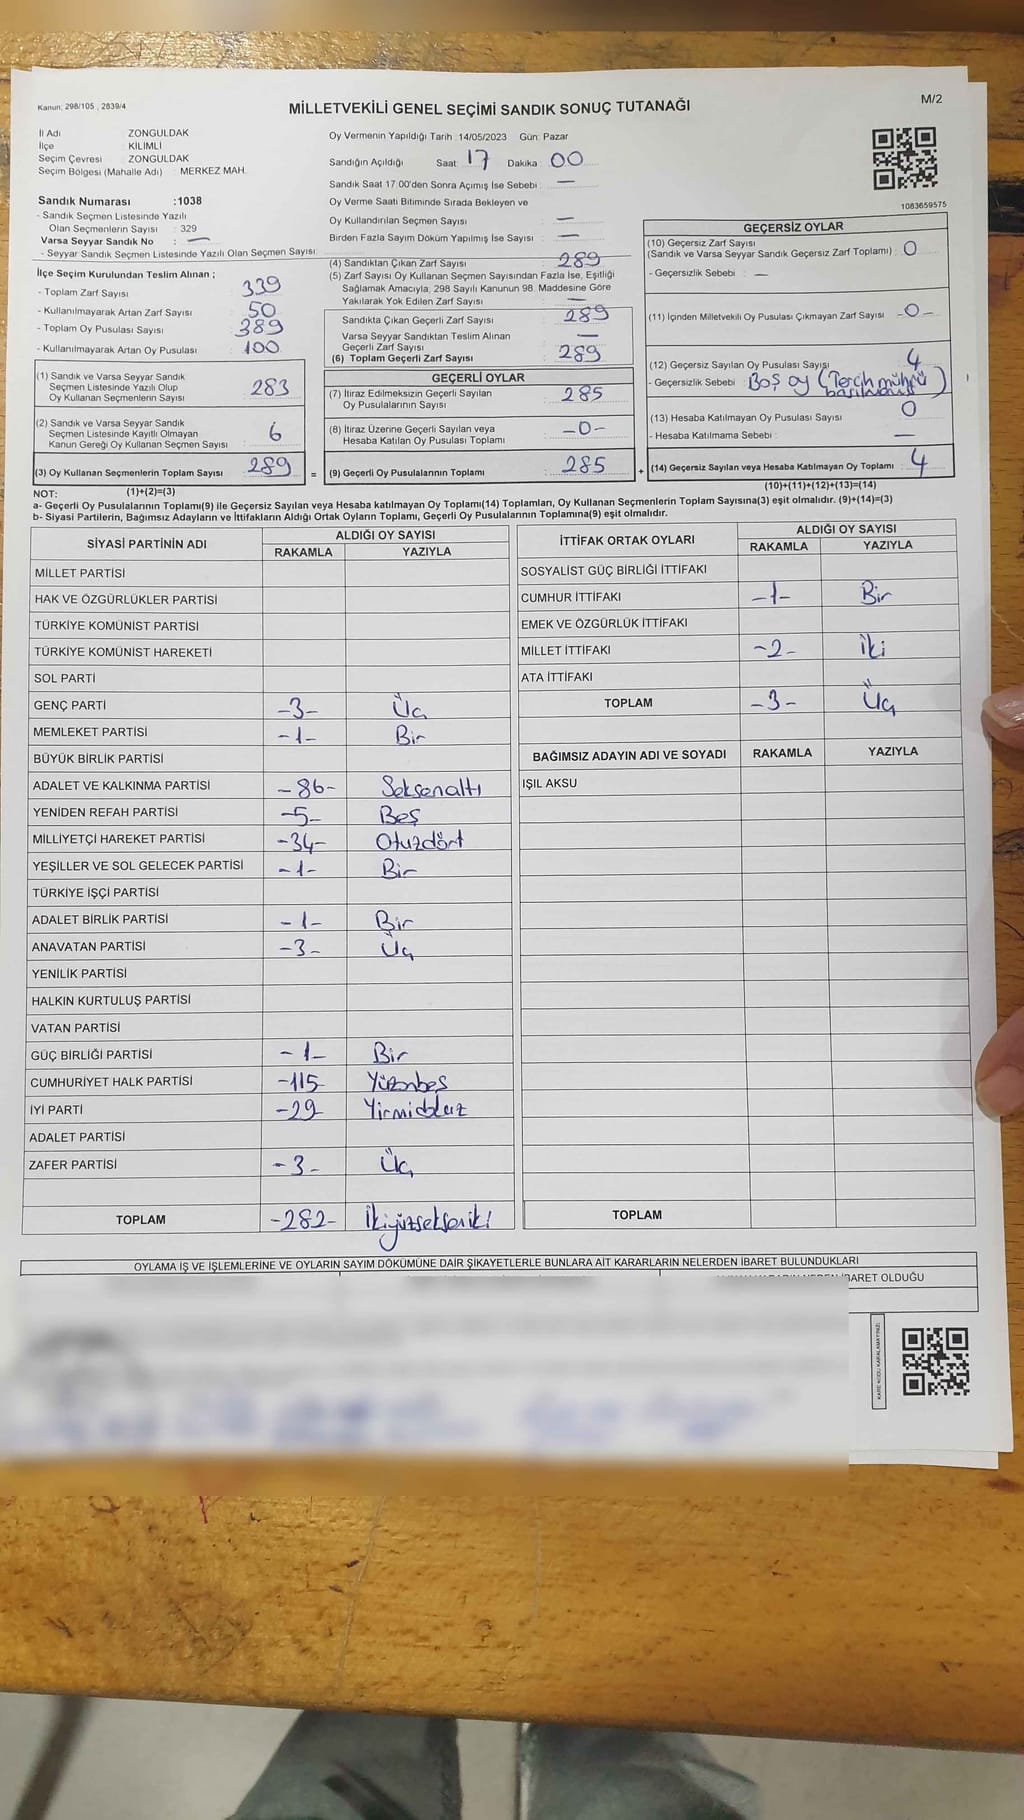 Kanun: 298/105 , 2839/4
MİLLETVEKİLİ GENEL SEÇİMİ SANDIK SONUÇ TUTANAĞI
M/2
İl Adı ZONGULDAK
İlçe : KİLİMLİ
Seçim Çevresi : ZONGULDAK
Seçim Bölgesi (Mahalle Adı) : MERKEZ MAH.
Sandık Numarası :1038
- Sandık Seçmen Listesinde Yazılı
Olan Seçmenlerin Sayısı : 329
Varsa Seyyar Sandık No : —
- Seyyar Sandık Seçmen Listesinde Yazılı Olan Seçmen Sayısı:
İlçe Seçim Kurulundan Teslim Alınan ;
- Toplam Zarf Sayısı 339
- Kullanılmayarak Artan Zarf Sayısı : 50
- Toplam Oy Pusulası Sayısı : 389
- Kullanılmayarak Artan Oy Pusulası : 100
(1) Sandık ve Varsa Seyyar Sandık
Seçmen Listesinde Yazılı Olup
Oy Kullanan Seçmenlerin Sayısı : 283
(2) Sandık ve Varsa Seyyar Sandık
Seçmen Listesinde Kayıtlı Olmayan
Kanun Gereği Oy Kullanan Seçmen Sayısı : 6
(3) Oy Kullanan Seçmenlerin Toplam Sayısı : 289 =
Oy Vermenin Yapıldığı Tarih :14/05/2023 Gün: Pazar
Sandığın Açıldığı Saat: 17 Dakika : 00
Sandık Saat 17:00'den Sonra Açımış İse Sebebi : —
Oy Verme Saati Bitiminde Sırada Bekleyen ve
Oy Kullandırılan Seçmen Sayısı : —
Birden Fazla Sayım Döküm Yapılmış İse Sayısı : —
(4) Sandıktan Çıkan Zarf Sayısı : 289
(5) Zarf Sayısı Oy Kullanan Seçmen Sayısından Fazla İse, Eşitliği
Sağlamak Amacıyla, 298 Sayılı Kanunun 98. Maddesine Göre
Yakılarak Yok Edilen Zarf Sayısı : —
Sandıkta Çıkan Geçerli Zarf Sayısı : 289
Varsa Seyyar Sandıktan Teslim Alınan
Geçerli Zarf Sayısı : —
(6) Toplam Geçerli Zarf Sayısı : 289
GEÇERLİ OYLAR
(7) İtiraz Edilmeksizin Geçerli Sayılan
Oy Pusulalarının Sayısı : 285
(8) İtiraz Üzerine Geçerli Sayılan veya
Hesaba Katılan Oy Pusulası Toplamı : -0-
(9) Geçerli Oy Pusulalarının Toplamı : 285 +
1083659575
GEÇERSİZ OYLAR
(10) Geçersiz Zarf Sayısı
(Sandık ve Varsa Seyyar Sandık Geçersiz Zarf Toplamı) : 0
- Geçersizlik Sebebi : —
(11) İçinden Milletvekili Oy Pusulası Çıkmayan Zarf Sayısı : -0-
(12) Geçersiz Sayılan Oy Pusulası Sayısı : 4
- Geçersizlik Sebebi : Boş oy (Tercih mührü
basılmamış)
(13) Hesaba Katılmayan Oy Pusulası Sayısı : 0
- Hesaba Katılmama Sebebi : —
(14) Geçersiz Sayılan veya Hesaba Katılmayan Oy Toplamı : 4
NOT: (1)+(2)=(3)
(10)+(11)+(12)+(13)=(14)
a- Geçerli Oy Pusulalarının Toplamı(9) ile Geçersiz Sayılan veya Hesaba katılmayan Oy Toplamı(14) Toplamları, Oy Kullanan Seçmenlerin Toplam Sayısına(3) eşit olmalıdır. (9)+(14)=(3)
b- Siyasi Partilerin, Bağımsız Adayların ve İttifakların Aldığı Ortak Oyların Toplamı, Geçerli Oy Pusulalarının Toplamına(9) eşit olmalıdır.
SİYASİ PARTİNİN ADI
ALDIĞI OY SAYISI
RAKAMLA YAZIYLA
MİLLET PARTİSİ
HAK VE ÖZGÜRLÜKLER PARTİSİ
TÜRKİYE KOMÜNİST PARTİSİ
TÜRKİYE KOMÜNİST HAREKETİ
SOL PARTİ
GENÇ PARTİ -3- Üç
MEMLEKET PARTİSİ -1- Bir
BÜYÜK BİRLİK PARTİSİ
ADALET VE KALKINMA PARTİSİ -86- Seksenaltı
YENİDEN REFAH PARTİSİ -5- Beş
MİLLİYETÇİ HAREKET PARTİSİ -34- Otuzdört
YEŞİLLER VE SOL GELECEK PARTİSİ -1- Bir
TÜRKİYE İŞÇİ PARTİSİ
ADALET BİRLİK PARTİSİ -1- Bir
ANAVATAN PARTİSİ -3- Üç
YENİLİK PARTİSİ
HALKIN KURTULUŞ PARTİSİ
VATAN PARTİSİ
GÜÇ BİRLİĞİ PARTİSİ -1- Bir
CUMHURİYET HALK PARTİSİ -115 Yüzonbeş
İYİ PARTİ -29 Yirmidokuz
ADALET PARTİSİ
ZAFER PARTİSİ -3- Üç
TOPLAM -282- İkiyüzsekseniki
İTTİFAK ORTAK OYLARI
ALDIĞI OY SAYISI
RAKAMLA YAZIYLA
SOSYALİST GÜÇ BİRLİĞİ İTTİFAKI
CUMHUR İTTİFAKI -1- Bir
EMEK VE ÖZGÜRLÜK İTTİFAKI
MİLLET İTTİFAKI -2- İki
ATA İTTİFAKI
TOPLAM -3- Üç
BAĞIMSIZ ADAYIN ADI VE SOYADI RAKAMLA YAZIYLA
IŞIL AKSU
TOPLAM
OYLAMA İŞ VE İŞLEMLERİNE VE OYLARIN SAYIM DÖKÜMÜNE DAİR ŞİKAYETLERLE BUNLARA AİT KARARLARIN NELERDEN İBARET BULUNDUKLARI
İBARET OLDUĞU